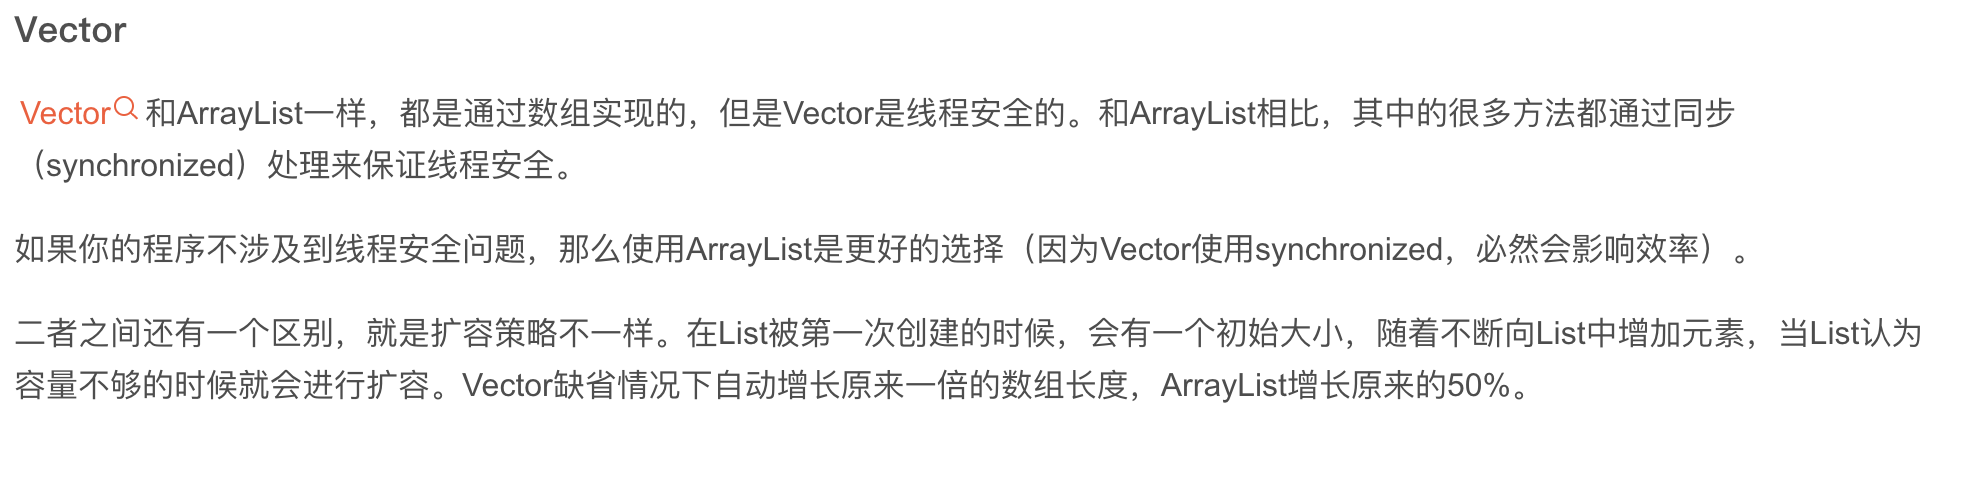 Vector
Vector和ArrayList一样，都是通过数组实现的，但是Vector是线程安全的。和ArrayList相比，其中的很多方法都通过同步
（synchronized）处理来保证线程安全。
如果你的程序不涉及到线程安全问题，那么使用ArrayList是更好的选择（因为Vector使用synchronized，必然会影响效率）。
二者之间还有一个区别，就是扩容策略不一样。在List被第一次创建的时候，会有一个初始大小，随着不断向List中增加元素，当List认为
容量不够的时候就会进行扩容。Vector缺省情况下自动增长原来一倍的数组长度，ArrayList增长原来的50%。